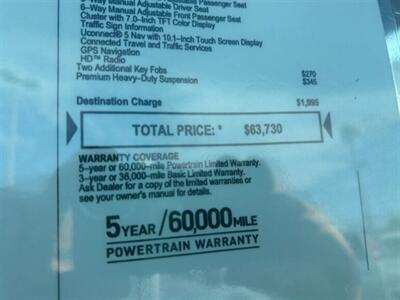 Way Manual Adjustable Driver Seat
6-Way Manual Adjustable Front Passenger Seat
Cluster with 7.0-Inch TFT Color Display
Traffic Sign Information
Uconnect® 5 Nav with 10.1-Inch Touch Screen Display
Connected Travel and Traffic Services
GPS Navigation
HD™ Radio
Two Additional Key Fobs $270
Premium Heavy-Duty Suspension $345
Destination Charge $1,995
TOTAL PRICE: * $63,730
WARRANTY COVERAGE
5-year or 60,000-mile Powertrain Limited Warranty.
3-year or 36,000-mile Basic Limited Warranty.
Ask Dealer for a copy of the limited warranties or
see your owner's manual for details.
5 YEAR/60,000 MILE
POWERTRAIN WARRANTY